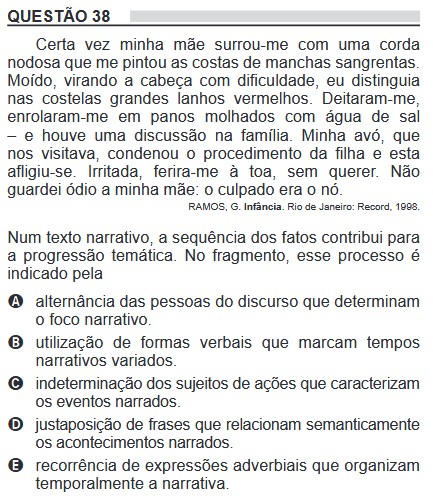 QUESTÃO 38
Certa vez minha mãe surrou-me com uma corda
nodosa que me pintou as costas de manchas sangrentas.
Moído, virando a cabeça com dificuldade, eu distinguia
nas costelas grandes lanhos vermelhos. Deitaram-me,
enrolaram-me em panos molhados com água de sal
– e houve uma discussão na família. Minha avó, que
nos visitava, condenou o procedimento da filha e esta
afligiu-se. Irritada, ferira-me à toa, sem querer. Não
guardei ódio a minha mãe: o culpado era o nó.
RAMOS, G. Infância. Rio de Janeiro: Record, 1998.
Num texto narrativo, a sequência dos fatos contribui para
a progressão temática. No fragmento, esse processo é
indicado pela
A alternância das pessoas do discurso que determinam
o foco narrativo.
B utilização de formas verbais que marcam tempos
narrativos variados.
C indeterminação dos sujeitos de ações que caracterizam
os eventos narrados.
D justaposição de frases que relacionam semanticamente
os acontecimentos narrados.
E recorrência de expressões adverbiais que organizam
temporalmente a narrativa.